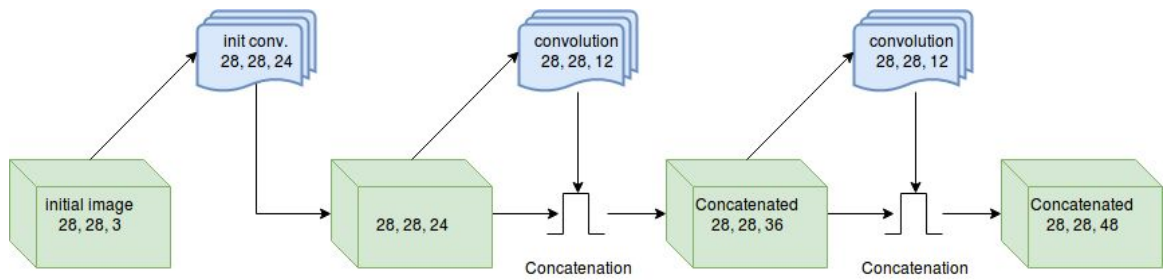 init conv.
28, 28, 24
convolution
28, 28, 12
convolution
28, 28, 12
initial image
28, 28, 3
28, 28, 24
Concatenated
28, 28, 36
Concatenated
28, 28, 48
Concatenation
Concatenation